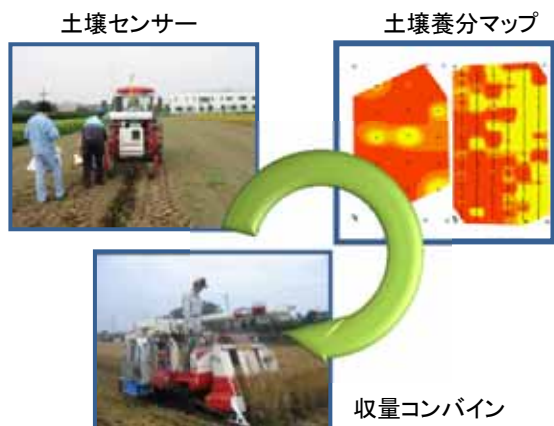 土壌センサー
土壌養分マップ
収量コンバイン